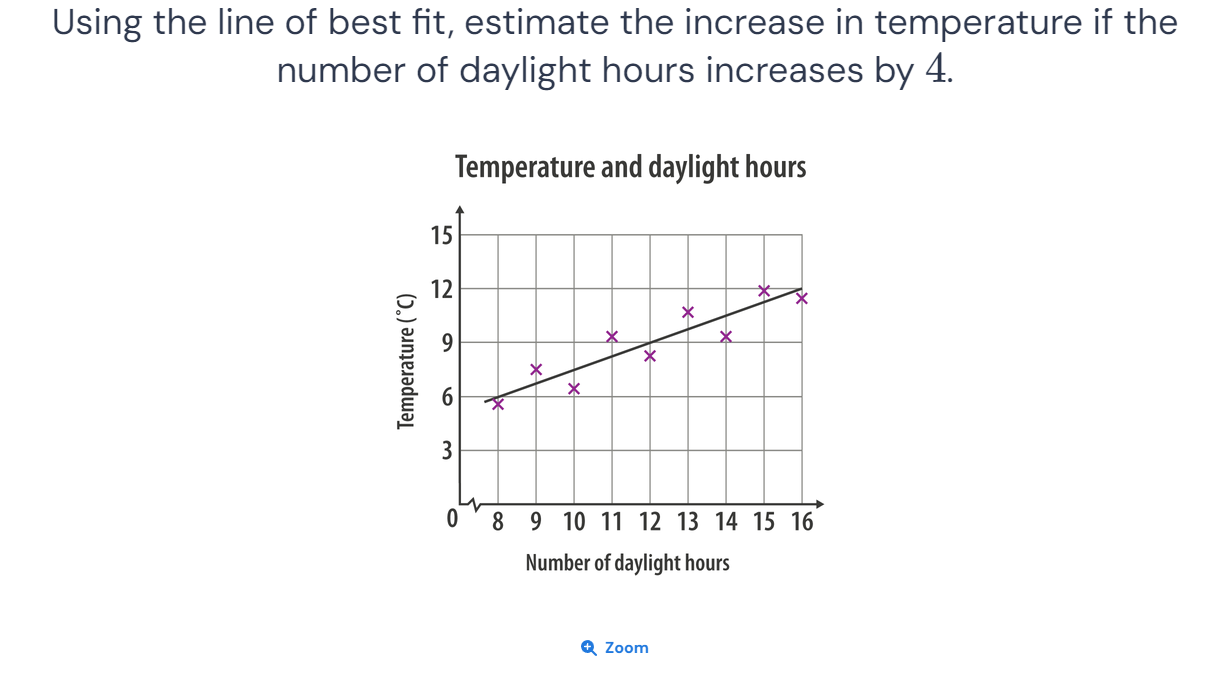 Using the line of best fit, estimate the increase in temperature if the
number of daylight hours increases by 4.
Temperature and daylight hours
Temperature (°C)
15
12
9
6
3
0 8 9 10 11 12 13 14 15 16
Number of daylight hours
Zoom